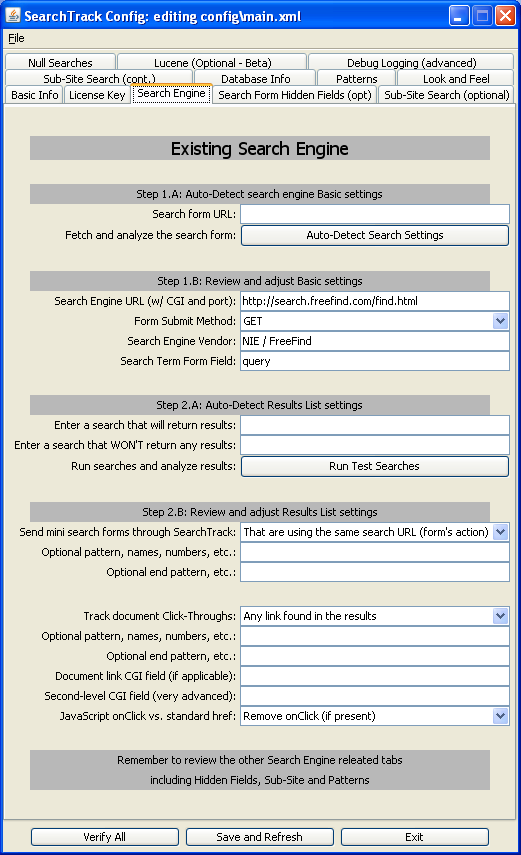 SearchTrack Config: editing config\main.xml
File
Null Searches
Lucene (Optional - Beta)
Debug Logging (advanced)
Sub-Site Search (cont.)
Database Info
Patterns
Look and Feel
Basic Info
License Key
Search Engine
Search Form Hidden Fields (opt)
Sub-Site Search (optional)
Existing Search Engine
Step 1.A: Auto-Detect search engine Basic settings
Search form URL:
Fetch and analyze the search form: Auto-Detect Search Settings
Step 1.B: Review and adjust Basic settings
Search Engine URL (w/ CGI and port): http://search.freefind.com/find.html
Form Submit Method: GET
Search Engine Vendor: NIE / FreeFind
Search Term Form Field: query
Step 2.A: Auto-Detect Results List settings
Enter a search that will return results:
Enter a search that WON'T return any results:
Run searches and analyze results: Run Test Searches
Step 2.B: Review and adjust Results List settings
Send mini search forms through SearchTrack: That are using the same search URL (form's action)
Optional pattern, names, numbers, etc.:
Optional end pattern, etc.:
Track document Click-Throughs: Any link found in the results
Optional pattern, names, numbers, etc.:
Optional end pattern, etc.:
Document link CGI field (if applicable):
Second-level CGI field (very advanced):
JavaScript onClick vs. standard href: Remove onClick (if present)
Remember to review the other Search Engine releated tabs
including Hidden Fields, Sub-Site and Patterns
Verify All
Save and Refresh
Exit